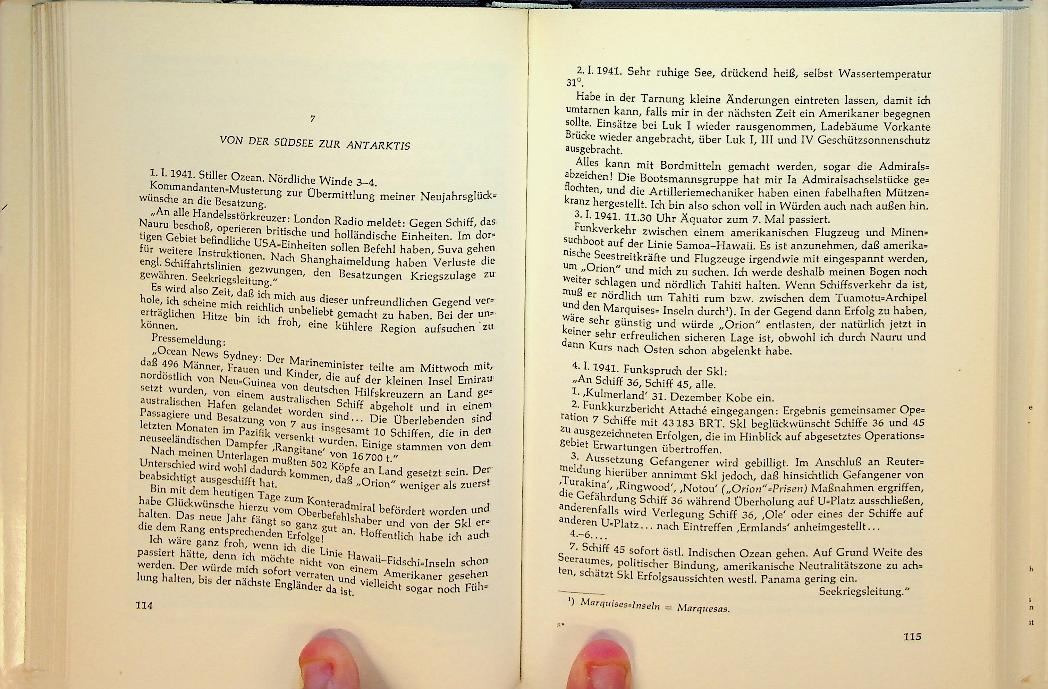 7
VON DER SÜDSEE ZUR ANTARKTIS
1. I. 1941. Stiller Ozean. Nördliche Winde 3–4.
Kommandanten=Musterung zur Übermittlung meiner Neujahrsglück=
wünsche an die Besatzung.
„An alle Handelsstörkreuzer: London Radio meldet: Gegen Schiff, das
Nauru beschoß, operieren britische und holländische Einheiten. Im dor=
tigen Gebiet befindliche USA=Einheiten sollen Befehl haben, Suva gehen
für weitere Instruktionen. Nach Shanghaimeldung haben Verluste die
engl. Schiffahrtslinien gezwungen, den Besatzungen Kriegszulage zu
gewähren. Seekriegsleitung.“
Es wird also Zeit, daß ich mich aus dieser unfreundlichen Gegend ver=
hole, ich scheine mich reichlich unbeliebt gemacht zu haben. Bei der un=
erträglichen Hitze bin ich froh, eine kühlere Region aufsuchen zu
können.
Pressemeldung:
„Ocean News Sydney: Der Marineminister teilte am Mittwoch mit,
daß 496 Männer, Frauen und Kinder, die auf der kleinen Insel Emirau
nordöstlich von Neu=Guinea von deutschen Hilfskreuzern an Land ge=
setzt wurden, von einem australischen Schiff abgeholt und in einem
australischen Hafen gelandet worden sind... Die Überlebenden sind
Passagiere und Besatzung von 7 aus insgesamt 10 Schiffen, die in den
letzten Monaten im Pazifik versenkt wurden. Einige stammen von dem
neuseeländischen Dampfer ‚Rangitane‘ von 16 700 t.“
Nach meinen Unterlagen mußten 502 Köpfe an Land gesetzt sein. Der
Unterschied wird wohl dadurch kommen, daß „Orion“ weniger als zuerst
beabsichtigt ausgeschifft hat.
Bin mit dem heutigen Tage zum Konteradmiral befördert worden und
habe Glückwünsche hierzu vom Oberbefehlshaber und von der Skl er=
halten. Das neue Jahr fängt so ganz gut an. Hoffentlich habe ich auch
die dem Rang entsprechenden Erfolge!
Ich wäre ganz froh, wenn ich die Linie Hawaii–Fidschi=Inseln schon
passiert hätte, denn ich möchte nicht von einem Amerikaner gesehen
werden. Der würde mich sofort verraten und vielleicht sogar noch Füh=
lung halten, bis der nächste Engländer da ist.
114
2. I. 1941. Sehr ruhige See, drückend heiß, selbst Wassertemperatur
31°.
Habe in der Tarnung kleine Änderungen eintreten lassen, damit ich
umtarnen kann, falls mir in der nächsten Zeit ein Amerikaner begegnen
sollte. Einsätze bei Luk I wieder rausgenommen, Ladebäume Vorkante
Brücke wieder angebracht, über Luk I, III und IV Geschützsonnenschutz
ausgebracht.
Alles kann mit Bordmitteln gemacht werden, sogar die Admirals=
abzeichen! Die Bootsmannsgruppe hat mir Ia Admiralsachselstücke ge=
flochten, und die Artilleriemechaniker haben einen fabelhaften Mützen=
kranz hergestellt. Ich bin also schon voll in Würden auch nach außen hin.
3. I. 1941. 11.30 Uhr Äquator zum 7. Mal passiert.
Funkverkehr zwischen einem amerikanischen Flugzeug und Minen=
suchboot auf der Linie Samoa–Hawaii. Es ist anzunehmen, daß amerika=
nische Seestreitkräfte und Flugzeuge irgendwie mit eingespannt werden,
um „Orion“ und mich zu suchen. Ich werde deshalb meinen Bogen noch
weiter schlagen und nördlich Tahiti halten. Wenn Schiffsverkehr da ist,
muß er nördlich um Tahiti rum bzw. zwischen dem Tuamotu=Archipel
und den Marquises= Inseln durch¹). In der Gegend dann Erfolg zu haben,
wäre sehr günstig und würde „Orion“ entlasten, der natürlich jetzt in
keiner sehr erfreulichen sicheren Lage ist, obwohl ich durch Nauru und
dann Kurs nach Osten schon abgelenkt habe.
4. I. 1941. Funkspruch der Skl:
„An Schiff 36, Schiff 45, alle.
1. ‚Kulmerland‘ 31. Dezember Kobe ein.
2. Funkkurzbericht Attaché eingegangen: Ergebnis gemeinsamer Ope=
ration 7 Schiffe mit 43 183 BRT. Skl beglückwünscht Schiffe 36 und 45
zu ausgezeichneten Erfolgen, die im Hinblick auf abgesetztes Operations=
gebiet Erwartungen übertroffen.
3. Aussetzung Gefangener wird gebilligt. Im Anschluß an Reuter=
meldung hierüber annimmt Skl jedoch, daß hinsichtlich Gefangener von
‚Turakina‘, ‚Ringwood‘, ‚Notou‘ („Orion“=Prisen) Maßnahmen ergriffen,
die Gefährdung Schiff 36 während Überholung auf U=Platz ausschließen,
anderenfalls wird Verlegung Schiff 36, ‚Ole‘ oder eines der Schiffe auf
anderen U=Platz... nach Eintreffen ‚Ermlands‘ anheimgestellt...
4.–6....
7. Schiff 45 sofort östl. Indischen Ozean gehen. Auf Grund Weite des
Seeraumes, politischer Bindung, amerikanische Neutralitätszone zu ach=
ten, schätzt Skl Erfolgsaussichten westl. Panama gering ein.
Seekriegsleitung.“
¹) Marquises=Inseln = Marquesas.
8*
115